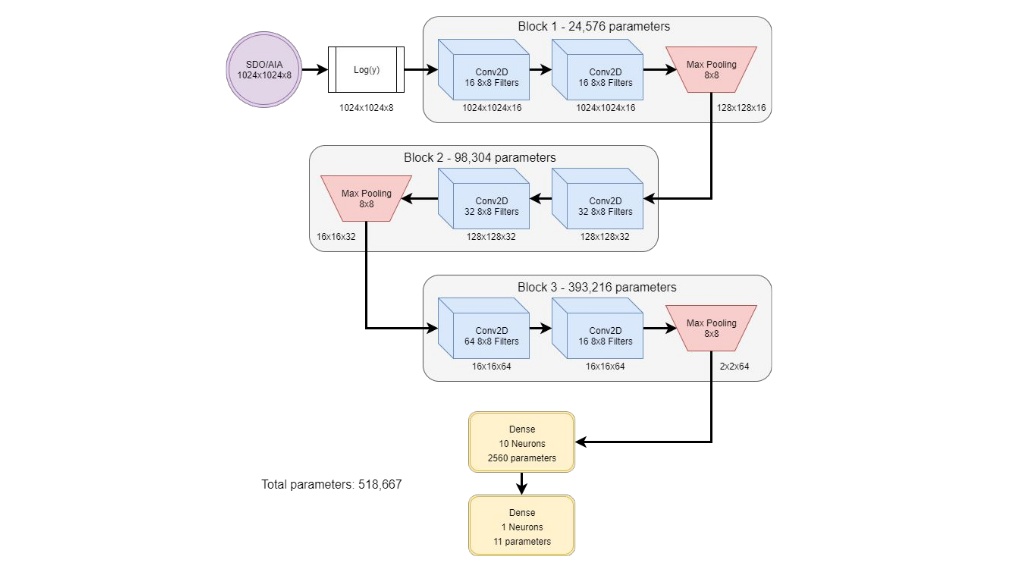 Block 1 - 24,576 parameters
SDO/AIA
1024x1024x8
Log(y)
1024x1024x8
Conv2D
16 8x8 Filters
1024x1024x16
Conv2D
16 8x8 Filters
1024x1024x16
Max Pooling
8x8
128x128x16
Block 2 - 98,304 parameters
Max Pooling
8x8
16x16x32
Conv2D
32 8x8 Filters
128x128x32
Conv2D
32 8x8 Filters
128x128x32
Block 3 - 393,216 parameters
Conv2D
64 8x8 Filters
16x16x64
Conv2D
16 8x8 Filters
16x16x64
Max Pooling
8x8
2x2x64
Dense
10 Neurons
2560 parameters
Total parameters: 518,667
Dense
1 Neurons
11 parameters